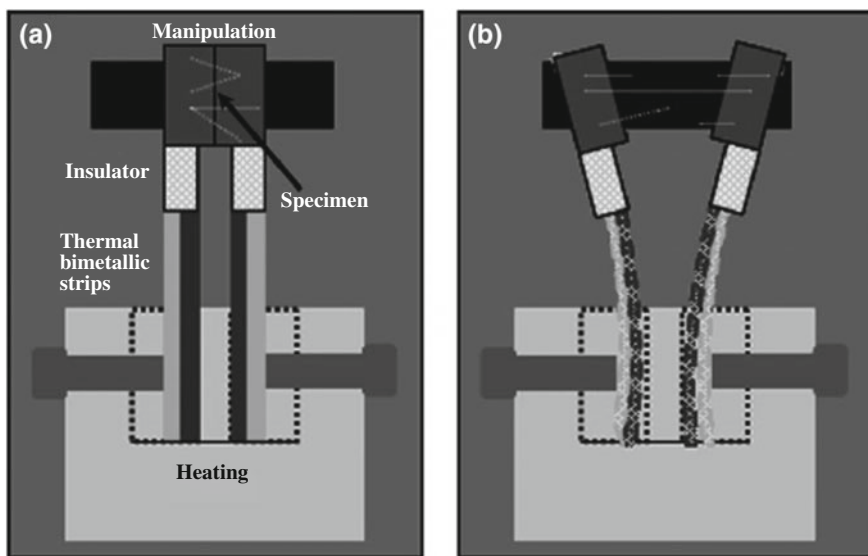 (a)
Manipulation
Insulator
Specimen
Thermal
bimetallic
strips
Heating
(b)